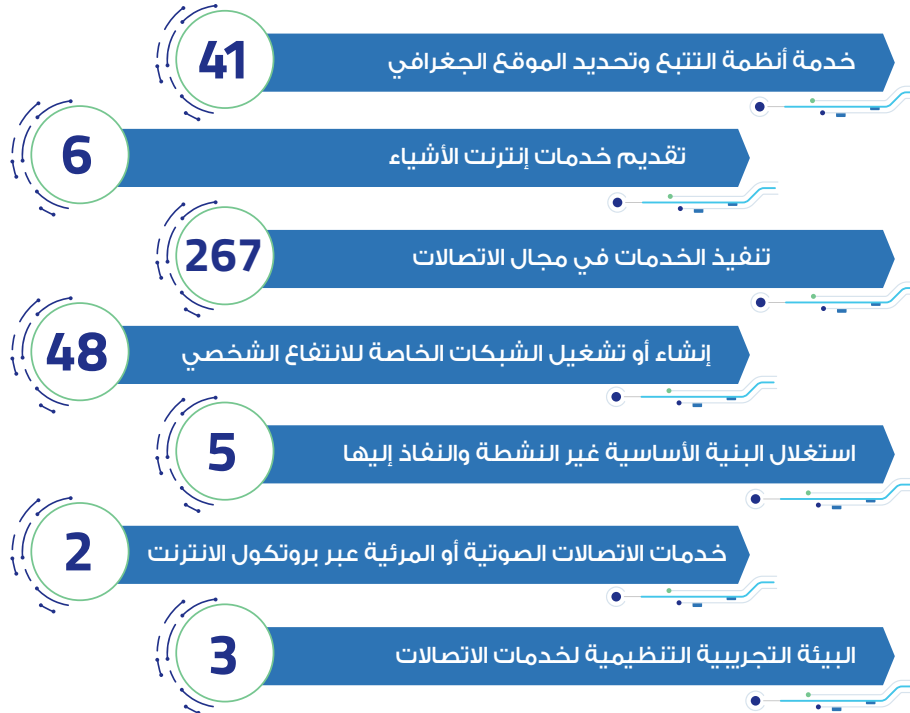 خدمة أنظمة التتبع وتحديد الموقع الجغرافي
41
تقديم خدمات إنترنت الأشياء
6
تنفيذ الخدمات في مجال الاتصالات
267
إنشاء أو تشغيل الشبكات الخاصة للانتفاع الشخصي
48
استغلال البنية الأساسية غير النشطة والنفاذ إليها
5
خدمات الاتصالات الصوتية أو المرئية عبر بروتكول الانترنت
2
البيئة التجريبية التنظيمية لخدمات الاتصالات
3